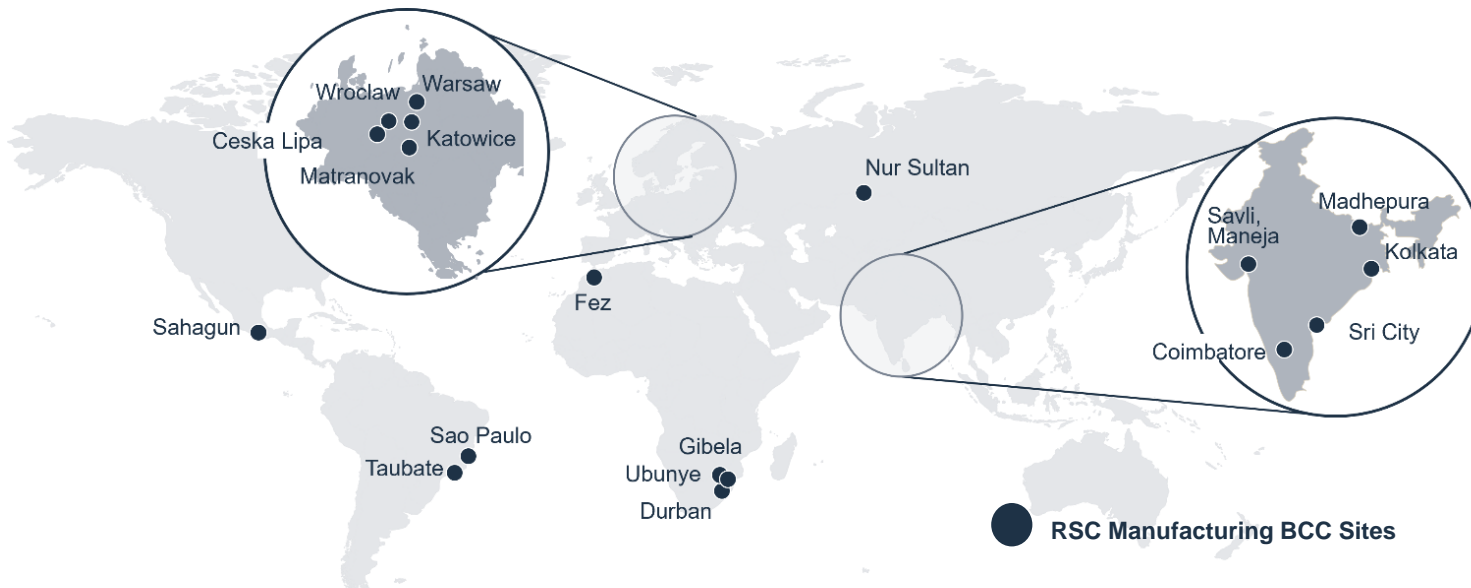 Wroclaw
Warsaw
Ceska Lipa
Katowice
Matranovak
Nur Sultan
Madhepura
Savli,
Maneja
Kolkata
Sri City
Coimbatore
Fez
Sahagun
Sao Paulo
Taubate
Gibela
Ubunye
Durban
RSC Manufacturing BCC Sites